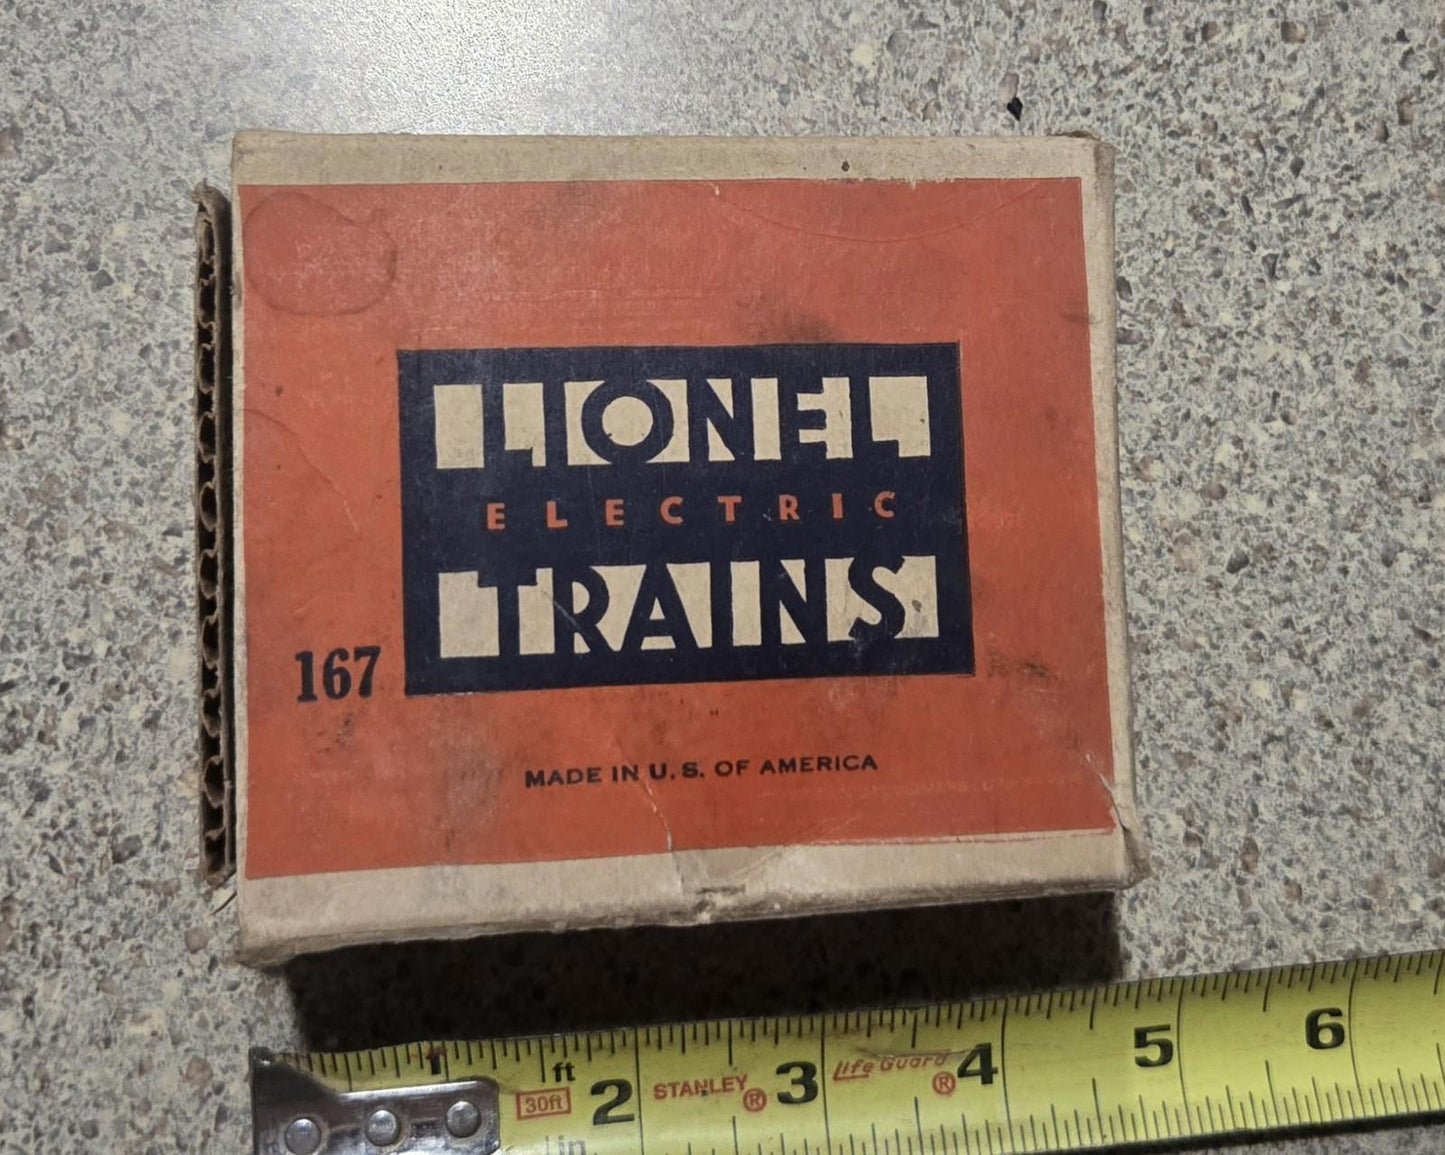 LIONEL
ELECTRIC
TRAINS
167
MADE IN U.S. OF AMERICA
1 ft 2 3 4 5 6
30ft STANLEY® Life Guard®
in